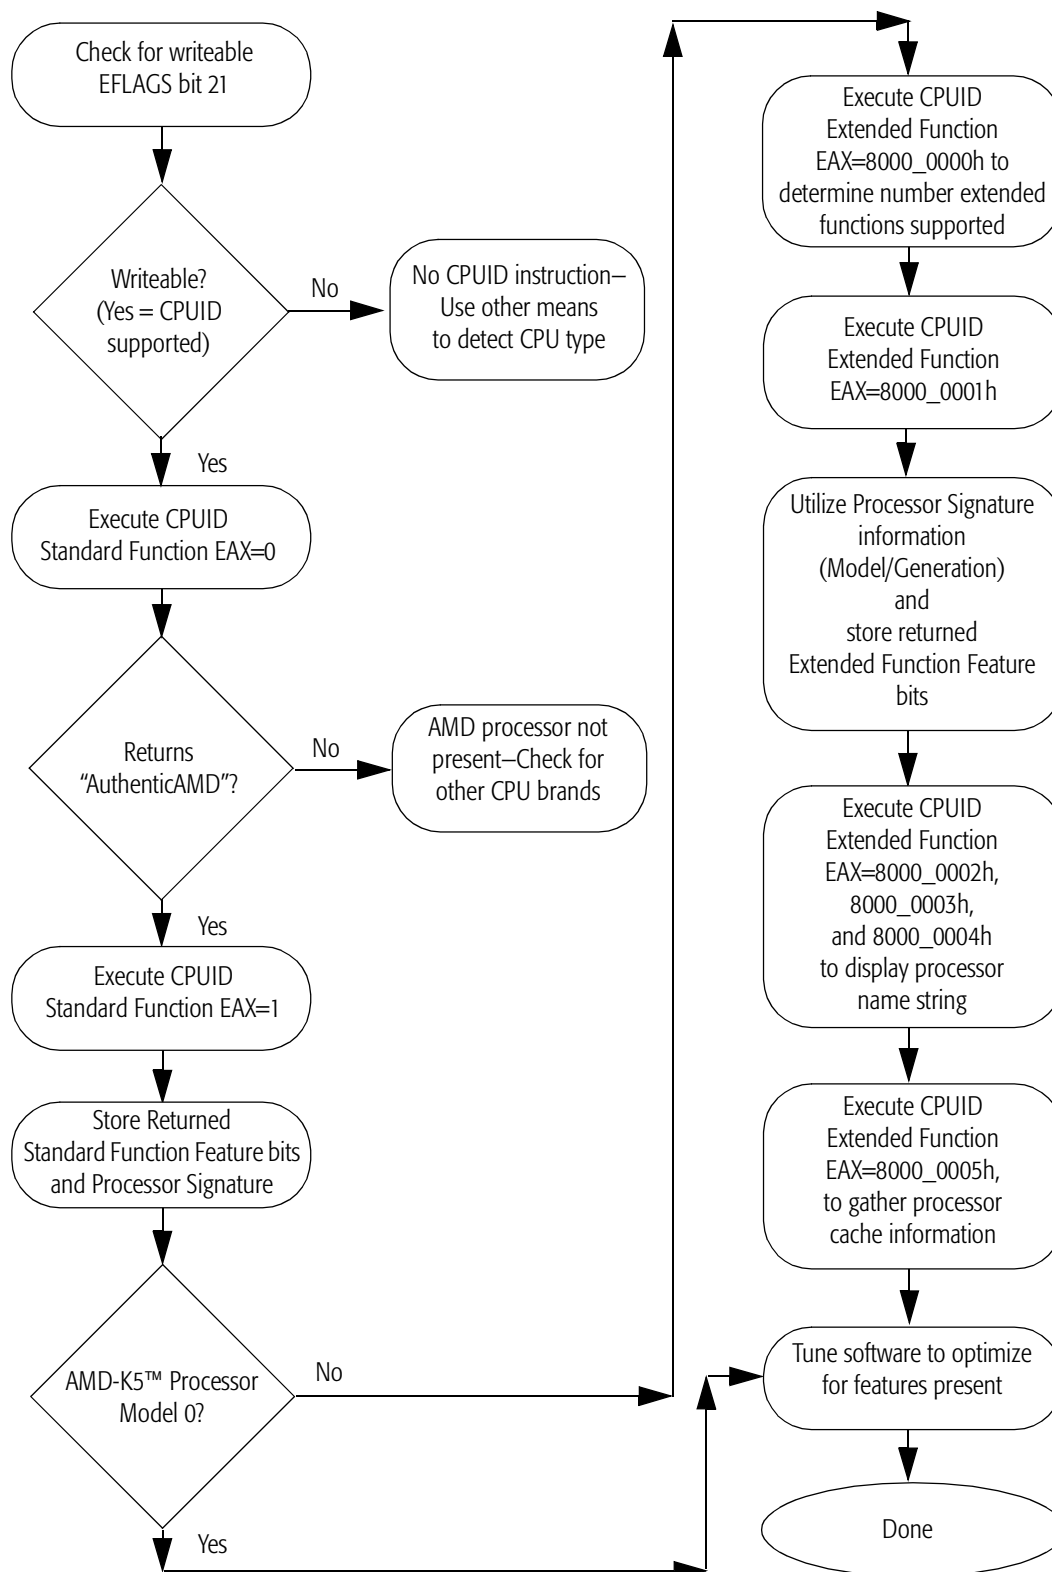 Check for writeable
EFLAGS bit 21
Writeable?
(Yes = CPUID
supported)
No
No CPUID instruction–
Use other means
to detect CPU type
Yes
Execute CPUID
Standard Function EAX=0
Returns
“AuthenticAMD”?
No
AMD processor not
present–Check for
other CPU brands
Yes
Execute CPUID
Standard Function EAX=1
Store Returned
Standard Function Feature bits
and Processor Signature
AMD-K5™ Processor
Model 0?
No
Yes
Execute CPUID
Extended Function
EAX=8000_0000h to
determine number extended
functions supported
Execute CPUID
Extended Function
EAX=8000_0001h
Utilize Processor Signature
information
(Model/Generation)
and
store returned
Extended Function Feature
bits
Execute CPUID
Extended Function
EAX=8000_0002h,
8000_0003h,
and 8000_0004h
to display processor
name string
Execute CPUID
Extended Function
EAX=8000_0005h,
to gather processor
cache information
Tune software to optimize
for features present
Done